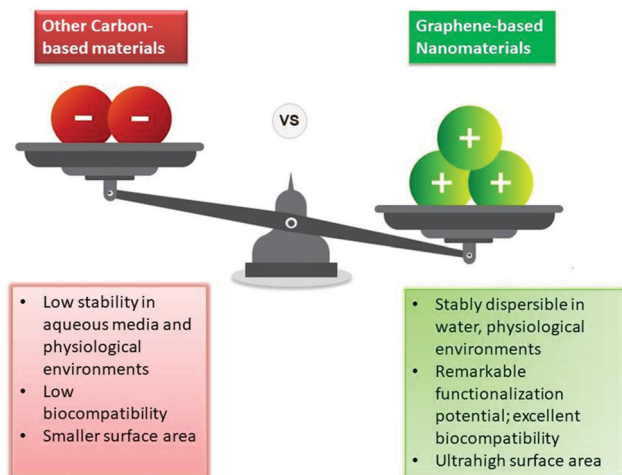 Other Carbon-
based materials
Graphene-based
Nanomaterials
VS
- -
+
+ +
• Low stability in
aqueous media and
physiological
environments
• Low
biocompatibility
• Smaller surface area
• Stably dispersible in
water, physiological
environments
• Remarkable
functionalization
potential; excellent
biocompatibility
• Ultrahigh surface area